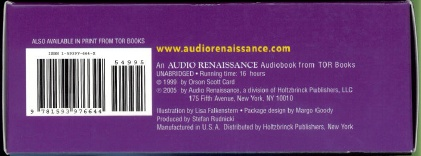 ALSO AVAILABLE IN PRINT FROM TOR BOOKS
ISBN 1-59397-664-0
54995
9 781593 976644
www.audiorenaissance.com
An AUDIO RENAISSANCE Audiobook from TOR Books
UNABRIDGED • Running time: 16 hours
© 1999 by Orson Scott Card
℗ 2005 by Audio Renaissance, a division of Holtzbrinck Publishers, LLC
175 Fifth Avenue, New York, NY 10010
Illustration by Lisa Falkenstein • Package design by Margo Goody
Produced by Stefan Rudnicki
Manufactured in U.S.A. Distributed by Holtzbrinck Publishers, New York